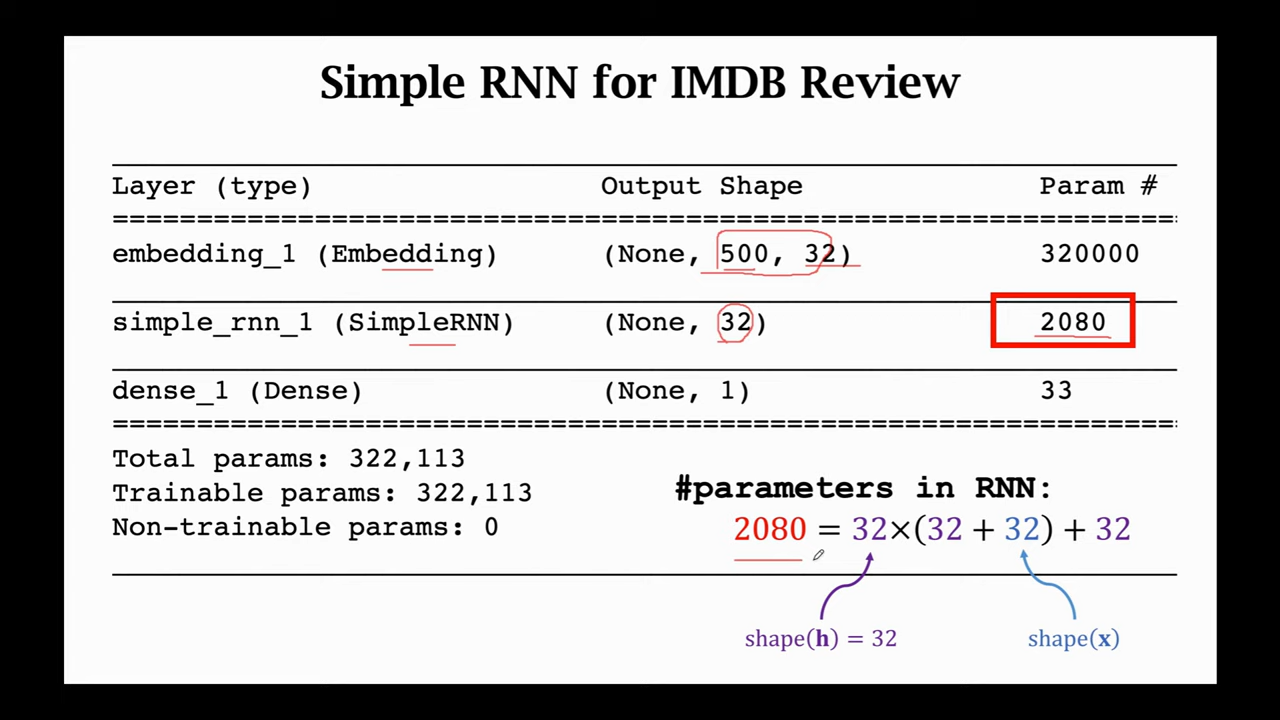 Simple RNN for IMDB Review
Layer (type) Output Shape Param #
embedding_1 (Embedding) (None, 500, 32) 320000
simple_rnn_1 (SimpleRNN) (None, 32) 2080
dense_1 (Dense) (None, 1) 33
Total params: 322,113
Trainable params: 322,113
Non-trainable params: 0
#parameters in RNN:
2080 = 32×(32 + 32) + 32
shape(h) = 32 shape(x)